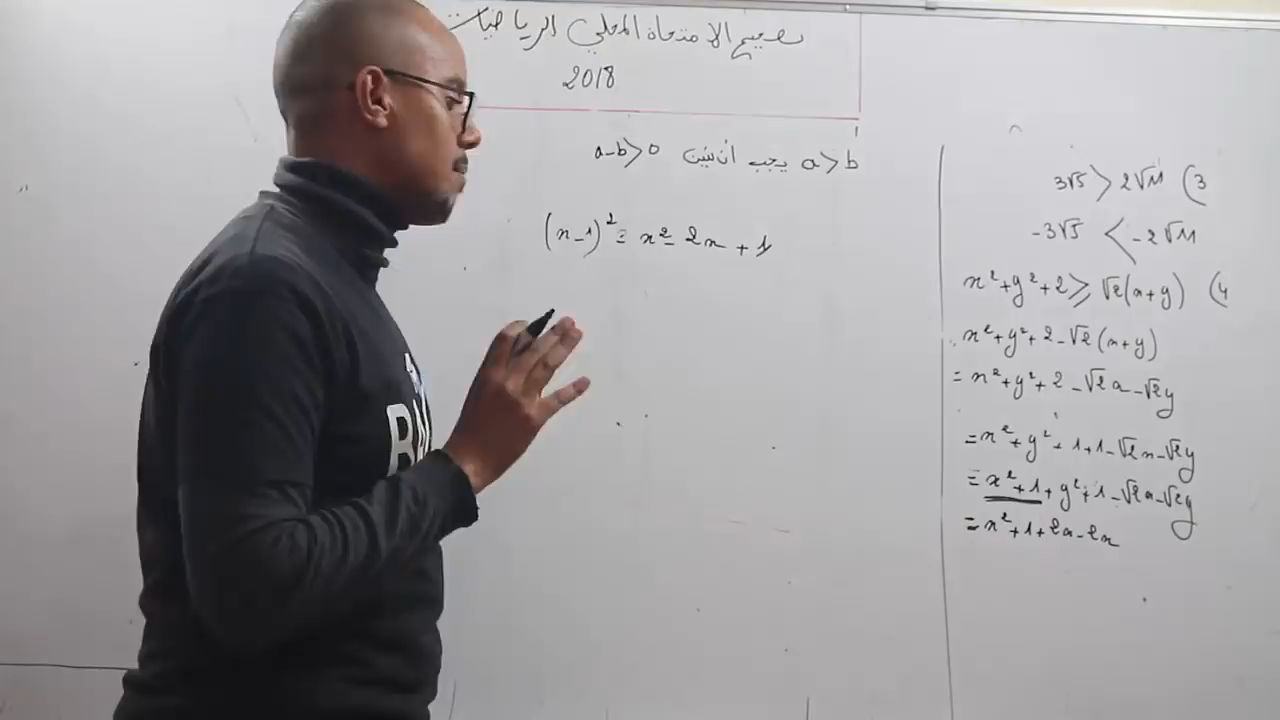 تصحيح الامتحان المحلي الرياضيات
2018
a>b يجب أن نبين a-b>0
(x-1)² = x² - 2x + 1
3√5 > 2√11 (3
-3√5 < -2√11
x²+y²+2 ≥ √2(x+y) (4
x²+y²+2-√2(x+y)
= x²+y²+2-√2x-√2y
= x²+y²+1+1-√2x-√2y
= x²+1+y²+1-√2x-√2y
= x²+1+2x-2x